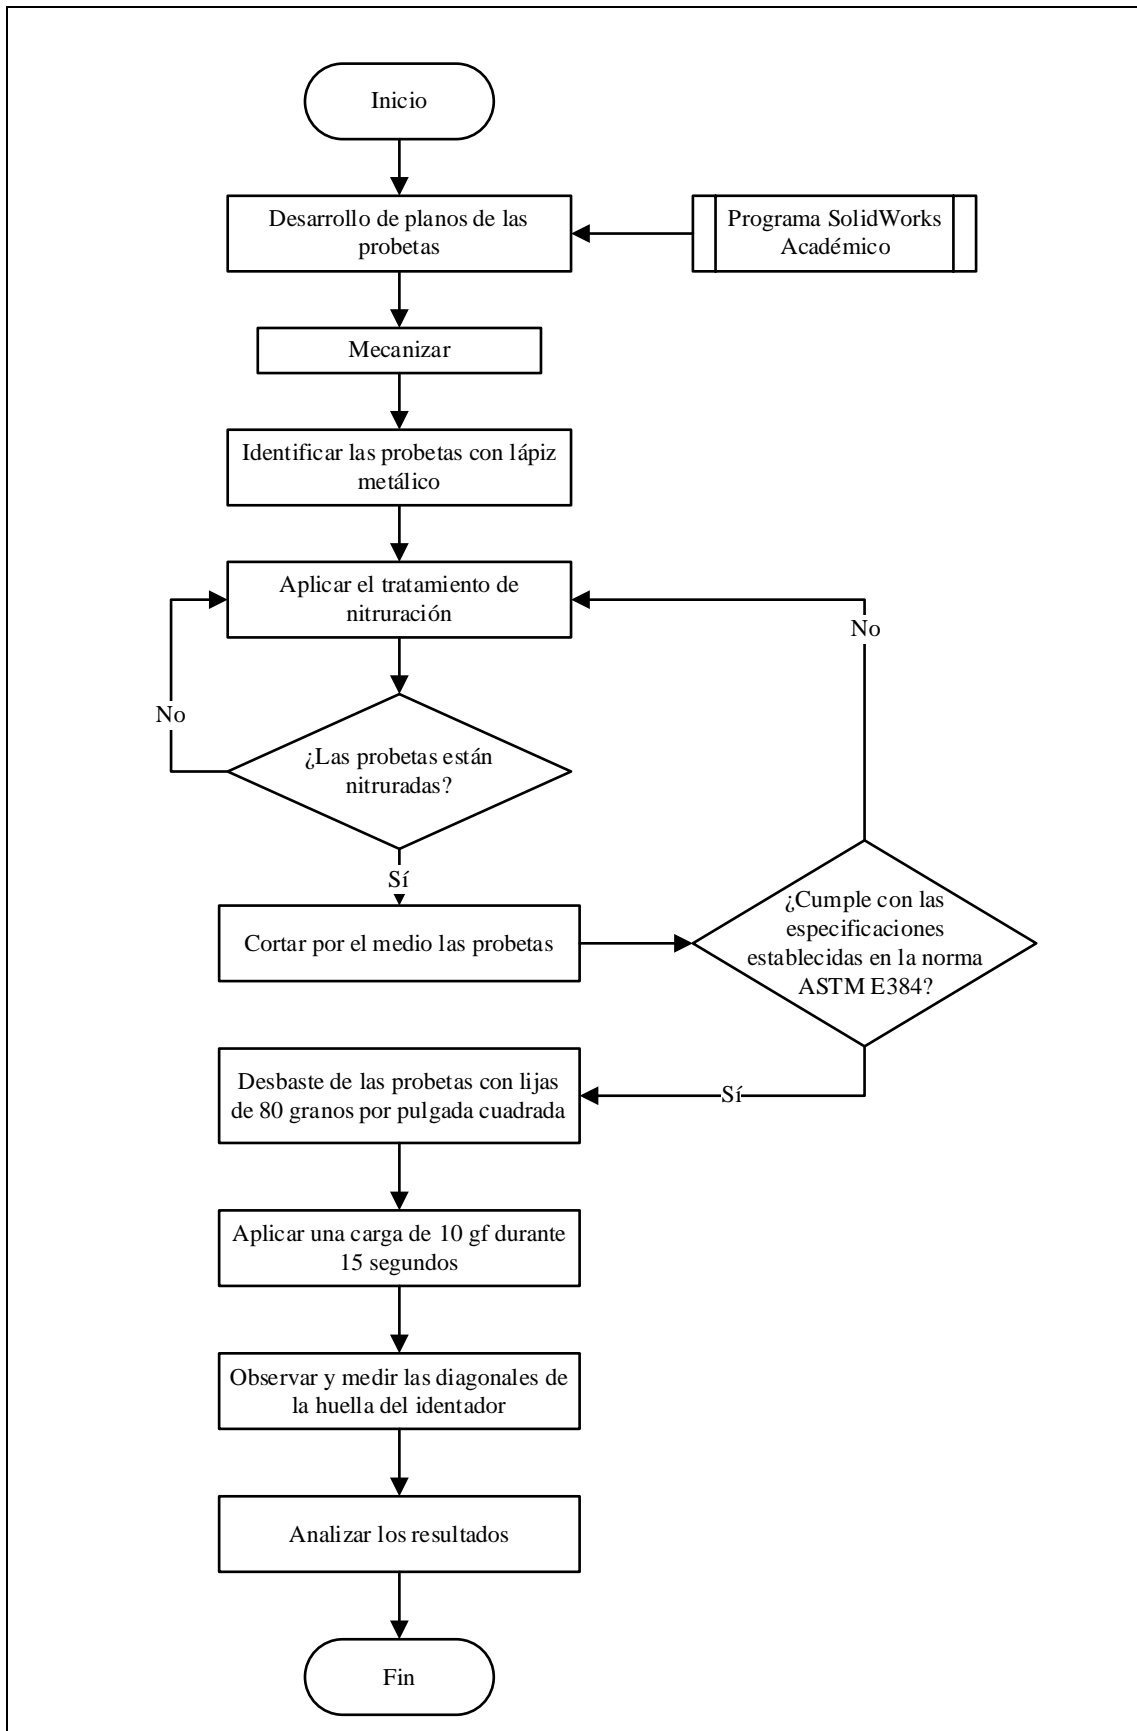 Inicio
Desarrollo de planos de las
probetas
Programa SolidWorks
Académico
Mecanizar
Identificar las probetas con lápiz
metálico
Aplicar el tratamiento de
nitruración
No
No
¿Las probetas están
nitruradas?
Sí
Cortar por el medio las probetas
¿Cumple con las
especificaciones
establecidas en la norma
ASTM E384?
Desbaste de las probetas con lijas
de 80 granos por pulgada cuadrada
Sí
Aplicar una carga de 10 gf durante
15 segundos
Observar y medir las diagonales de
la huella del identador
Analizar los resultados
Fin